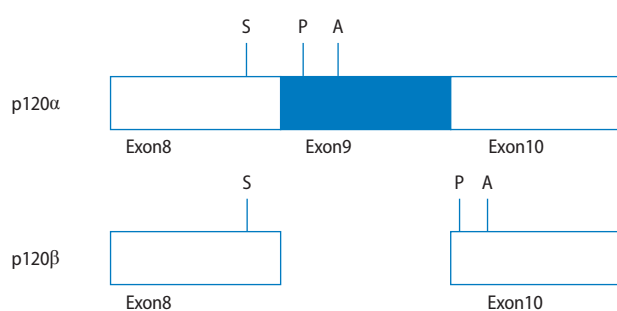 S P A
p120α
Exon8 Exon9 Exon10
S P A
p120β
Exon8 Exon10